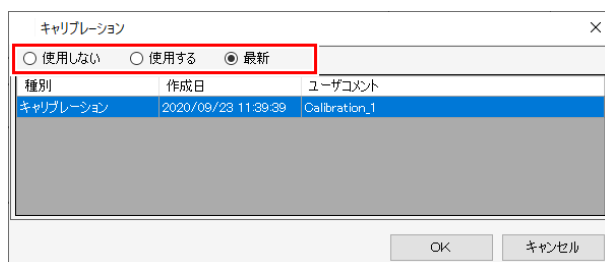 キャリブレーション
使用しない 使用する 最新
種別 作成日 ユーザコメント
キャリブレーション 2020/09/23 11:39:39 Calibration_1
OK キャンセル